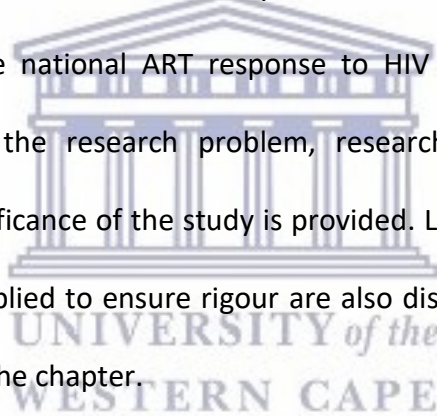 e national ART response to HIV
the research problem, research
ficance of the study is provided. L
plied to ensure rigour are also dis
UNIVERSITY of the
he chapter.
WESTERN CAPE